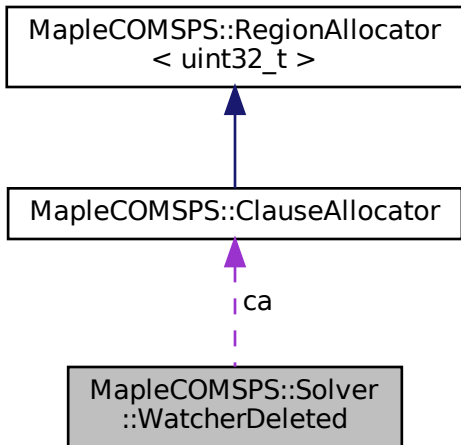 MapleCOMSPS::RegionAllocator
< uint32_t >
MapleCOMSPS::ClauseAllocator
ca
MapleCOMSPS::Solver
::WatcherDeleted